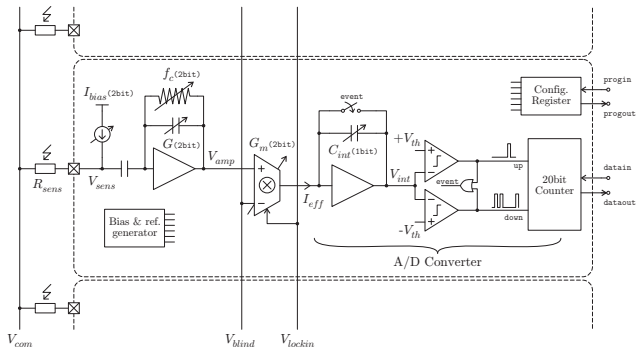 f_c(2bit)
I_bias(2bit)
G(2bit)
V_amp
G_m(2bit)
event
C_int(1bit)
+V_th
V_int
event
-V_th
up
down
Config. Register
20bit Counter
progin
progout
datain
dataout
R_sens
V_sens
I_eff
Bias & ref. generator
A/D Converter
V_com
V_blind
V_lockin